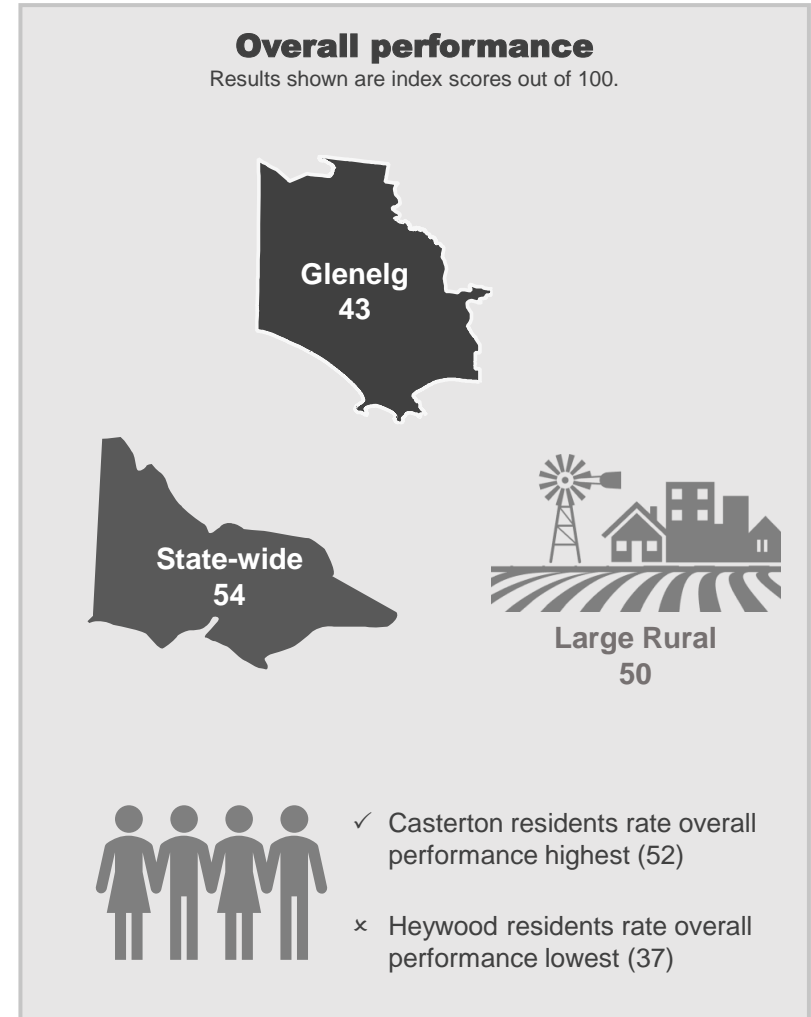 Overall performance
Results shown are index scores out of 100.
Glenelg
43
State-wide
54
Large Rural
50
✓ Casterton residents rate overall
performance highest (52)
× Heywood residents rate overall
performance lowest (37)